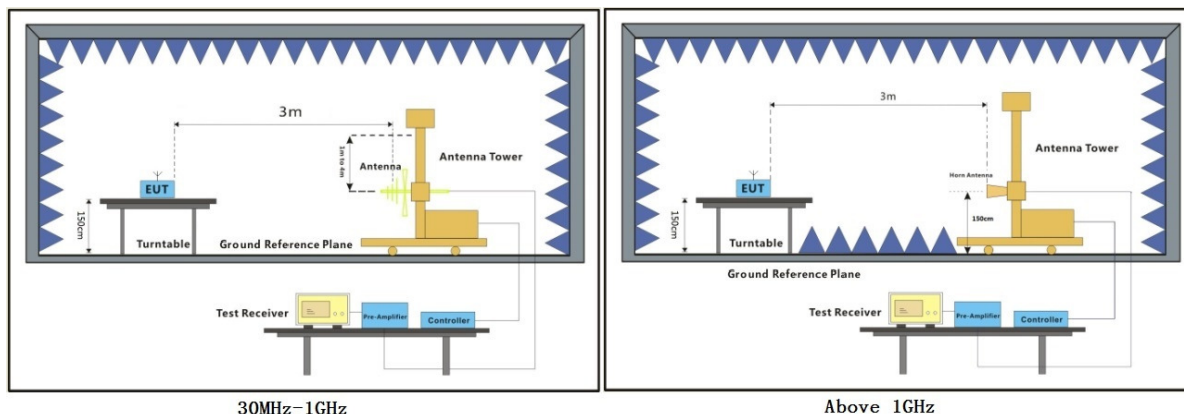 3m
Antenna Tower
Antenna
1m to 4m
EUT
150cm
Turntable
Ground Reference Plane
Test Receiver
Pre-Amplifier
Controller
30MHz-1GHz
3m
Antenna Tower
Horn Antenna
EUT
150cm
150cm
Turntable
Ground Reference Plane
Test Receiver
Pre-Amplifier
Controller
Above 1GHz